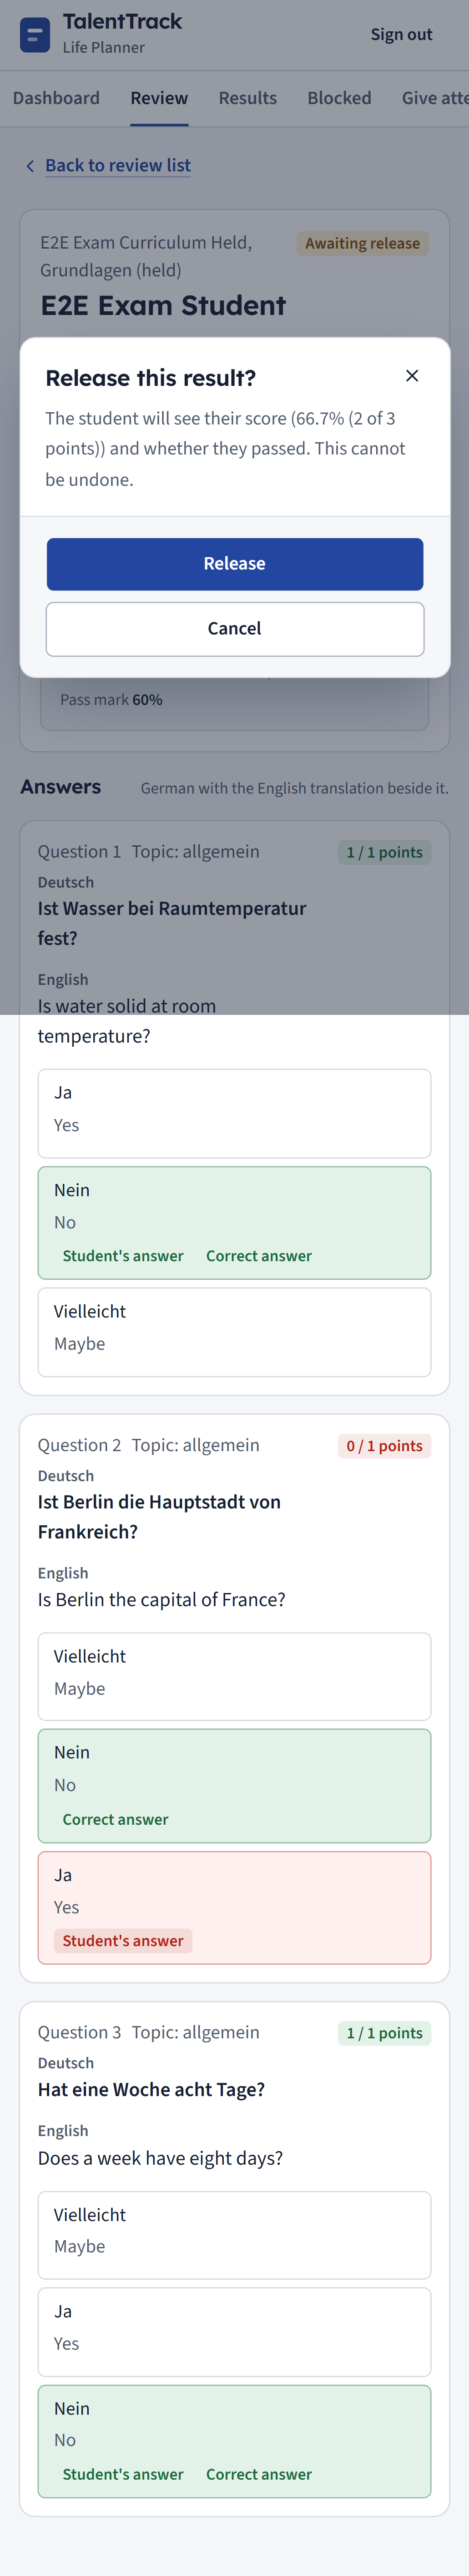 TalentTrack
Life Planner
Sign out
Dashboard
Review
Results
Blocked
Give atte
Back to review list
E2E Exam Curriculum Held,
Grundlagen (held)
Awaiting release
E2E Exam Student
Release this result?
The student will see their score (66.7% (2 of 3
points)) and whether they passed. This cannot
be undone.
Release
Cancel
Pass mark 60%
Answers
German with the English translation beside it.
Question 1 Topic: allgemein
1 / 1 points
Deutsch
Ist Wasser bei Raumtemperatur
fest?
English
Is water solid at room
temperature?
Ja
Yes
Nein
No
Student's answer
Correct answer
Vielleicht
Maybe
Question 2 Topic: allgemein
0 / 1 points
Deutsch
Ist Berlin die Hauptstadt von
Frankreich?
English
Is Berlin the capital of France?
Vielleicht
Maybe
Nein
No
Correct answer
Ja
Yes
Student's answer
Question 3 Topic: allgemein
1 / 1 points
Deutsch
Hat eine Woche acht Tage?
English
Does a week have eight days?
Vielleicht
Maybe
Ja
Yes
Nein
No
Student's answer
Correct answer